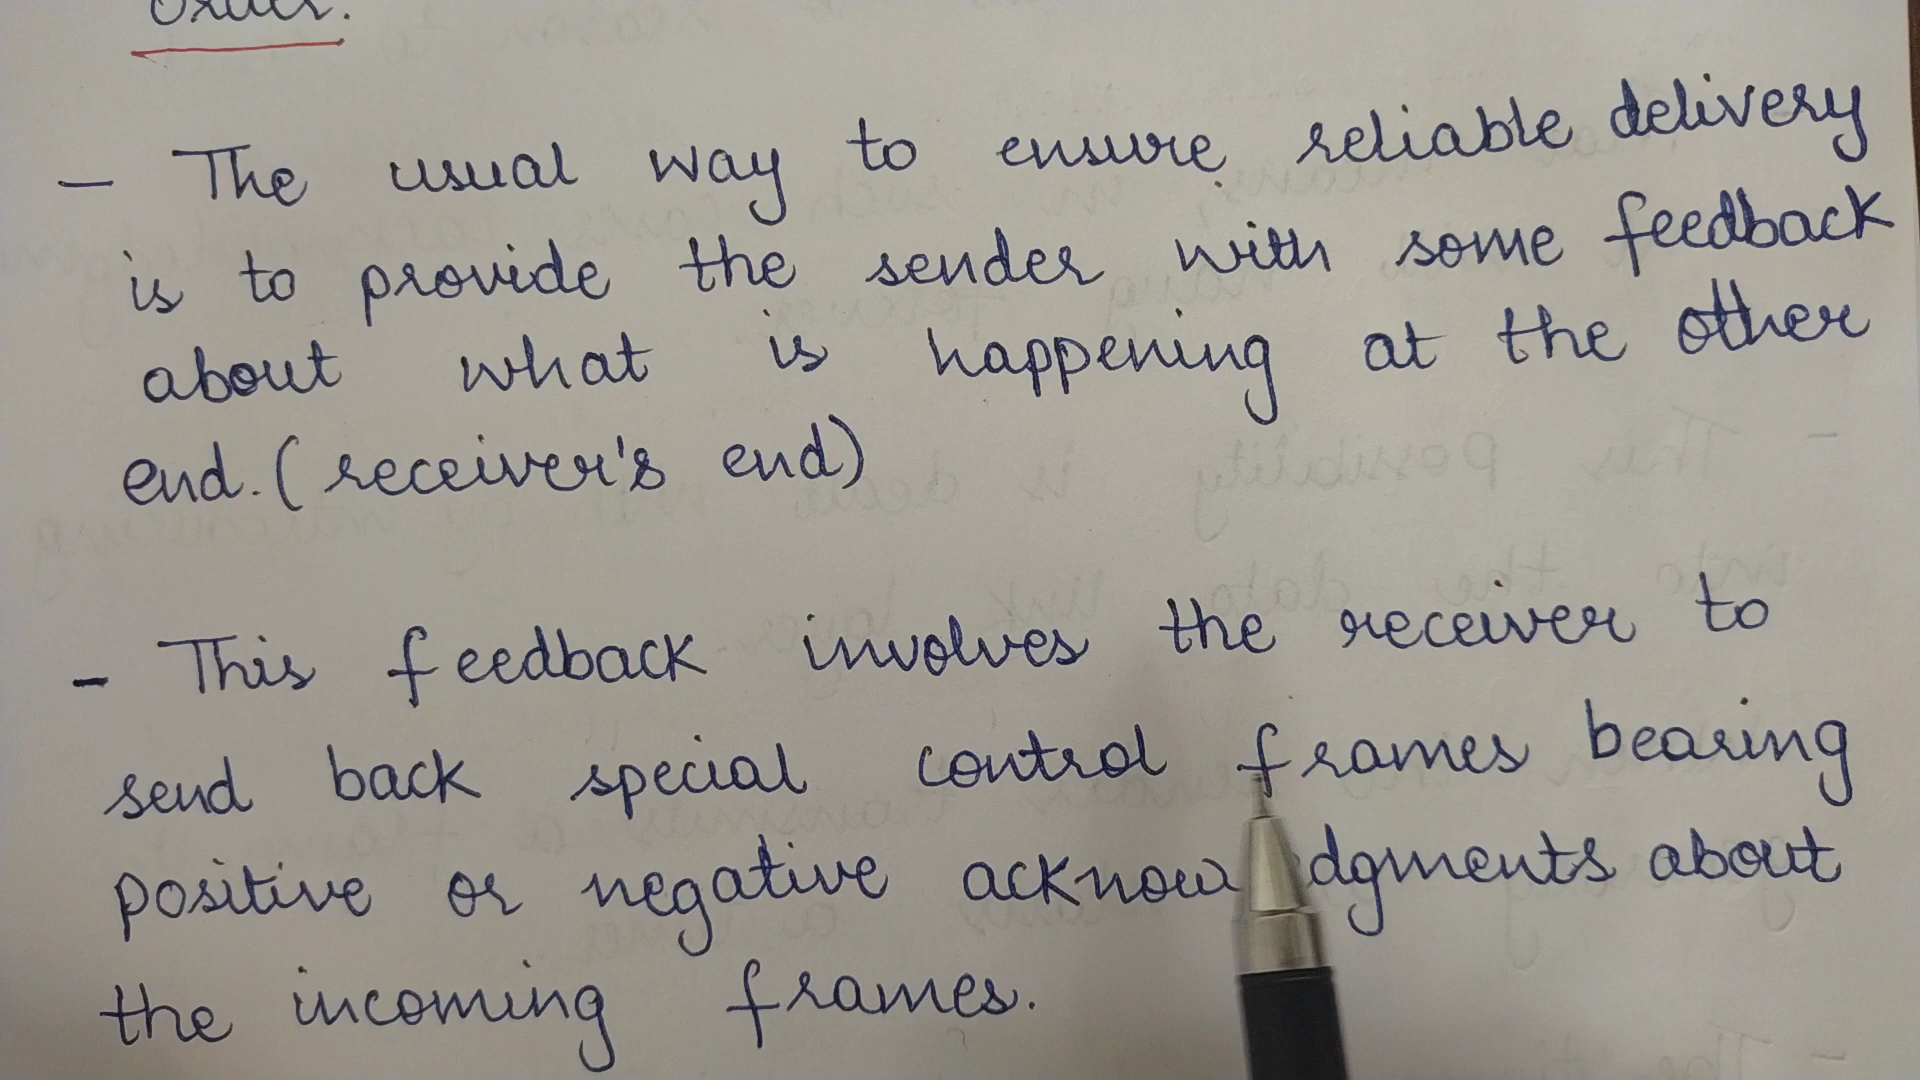 order.
- The usual way to ensure reliable delivery
is to provide the sender with some feedback
about what is happening at the other
end. (receiver's end)
- This feedback involves the receiver to
send back special control frames bearing
positive or negative acknowledgments about
the incoming frames.